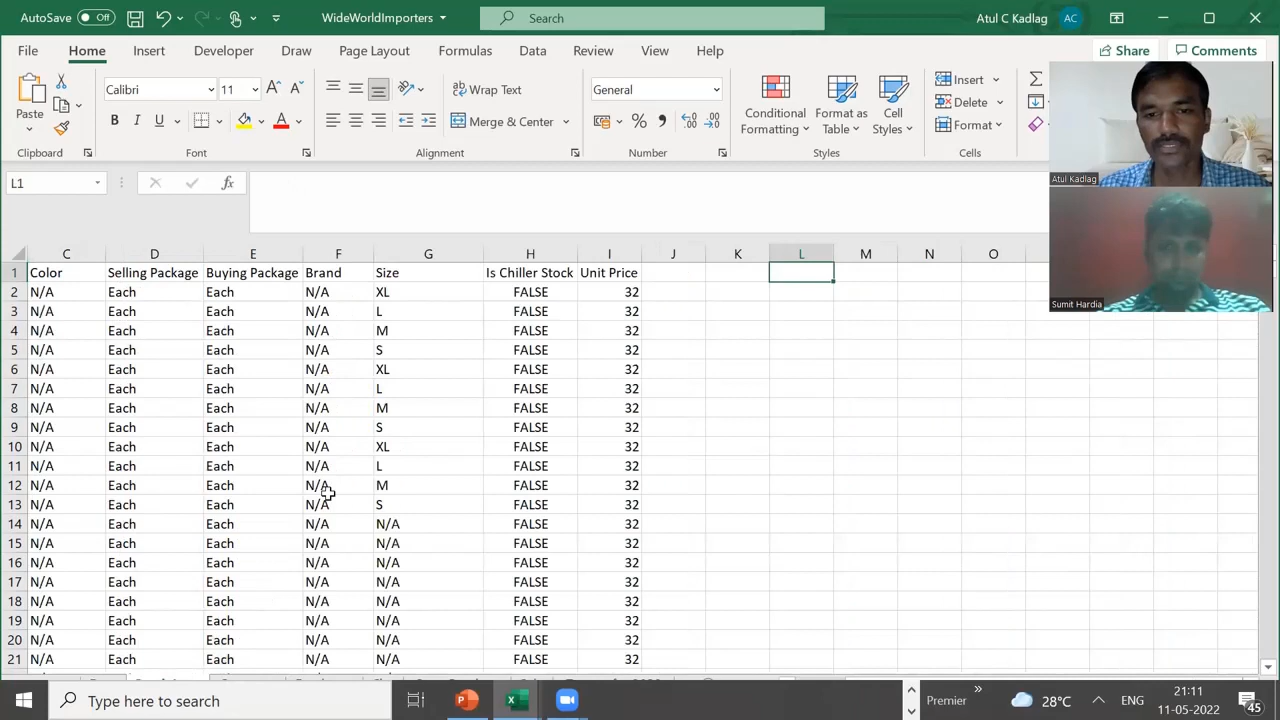 AutoSave Off WideWorldImporters Search Atul C Kadlag AC
File Home Insert Developer Draw Page Layout Formulas Data Review View Help Share Comments
Calibri 11 Wrap Text General Insert
Paste B I U Merge & Center % Conditional Formatting Format as Table Cell Styles Delete
Format
Clipboard Font Alignment Number Styles Cells
Atul Kadlag
L1 fx
C D E F G H I J K L M N O
1 Color Selling Package Buying Package Brand Size Is Chiller Stock Unit Price
2 N/A Each Each N/A XL FALSE 32
3 N/A Each Each N/A L FALSE 32
Sumit Hardia
4 N/A Each Each N/A M FALSE 32
5 N/A Each Each N/A S FALSE 32
6 N/A Each Each N/A XL FALSE 32
7 N/A Each Each N/A L FALSE 32
8 N/A Each Each N/A M FALSE 32
9 N/A Each Each N/A S FALSE 32
10 N/A Each Each N/A XL FALSE 32
11 N/A Each Each N/A L FALSE 32
12 N/A Each Each N/A M FALSE 32
13 N/A Each Each N/A S FALSE 32
14 N/A Each Each N/A N/A FALSE 32
15 N/A Each Each N/A N/A FALSE 32
16 N/A Each Each N/A N/A FALSE 32
17 N/A Each Each N/A N/A FALSE 32
18 N/A Each Each N/A N/A FALSE 32
19 N/A Each Each N/A N/A FALSE 32
20 N/A Each Each N/A N/A FALSE 32
21 N/A Each Each N/A N/A FALSE 32
Type here to search Premier 28°C ENG 21:11 45
11-05-2022